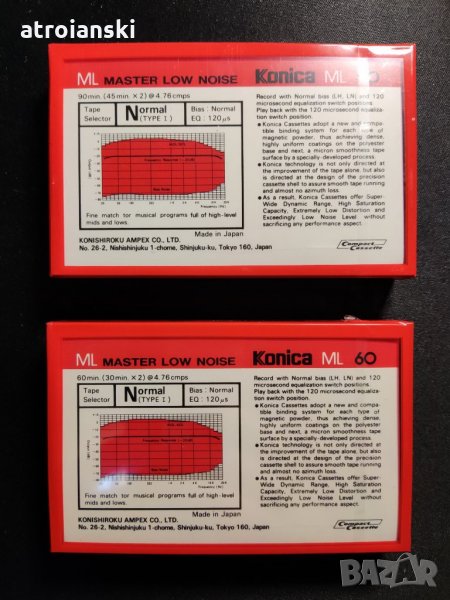 atroianski
ML MASTER LOW NOISE Konica ML
90min. (45min. × 2) @ 4.76 cmps
Tape Selector Normal (TYPE I) Bias : Normal EQ : 120μs
Fine match for musical programs full of high-level
mids and lows.
Made in Japan
KONISHIROKU AMPEX CO., LTD.
No. 26-2, Nishishinjuku 1-chome, Shinjuku-ku, Tokyo 160, Japan
Record with Normal bias (LH, LN) and 120
microsecond equalization switch positions.
Play back with the 120 microsecond equaliza-
tion switch position.
● Konica Cassettes adopt a new and compa-
tible binding system for each type of
magnetic powder, thus achieving dense,
highly uniform coatings on the polyester
base and next, a micron smoothness tape
surface by a specially-developed process.
● Konica technology is not only directed at
the improvement of the tape alone, but also
is directed at the design of the precision
cassette shell to assure smooth tape running
and almost no azimuth loss.
● As a result, Konica Cassettes offer Super-
Wide Dynamic Range, High Saturation
Capacity, Extremely Low Distortion and
Exceedingly Low Noise Level without
sacrificing any performance aspect.
Compact
Cassette
ML MASTER LOW NOISE Konica ML 60
60min (30min. × 2) @ 4.76 cmps
Tape Selector Normal (TYPE I) Bias : Normal EQ : 120μs
Fine match for musical programs full of high-level
mids and lows.
Made in Japan
KONISHIROKU AMPEX CO., LTD.
No. 26-2, Nishishinjuku 1-chome, Shinjuku-ku, Tokyo 160, Japan
Record with Normal bias (LH, LN) and 120
microsecond equalization switch positions.
Play back with the 120 microsecond equaliza-
tion switch position.
● Konica Cassettes adopt a new and compa-
tible binding system for each type of
magnetic powder, thus achieving dense,
highly uniform coatings on the polyester
base and next, a micron smoothness tape
surface by a specially-developed process.
● Konica technology is not only directed at
the improvement of the tape alone, but also
is directed at the design of the precision
cassette shell to assure smooth tape running
and almost no azimuth loss.
● As a result, Konica Cassettes offer Super-
Wide Dynamic Range, High Saturation
Capacity, Extremely Low Distortion and
Exceedingly Low Noise Level without
sacrificing any performance aspect.
Compact
Cassette
BAZAR